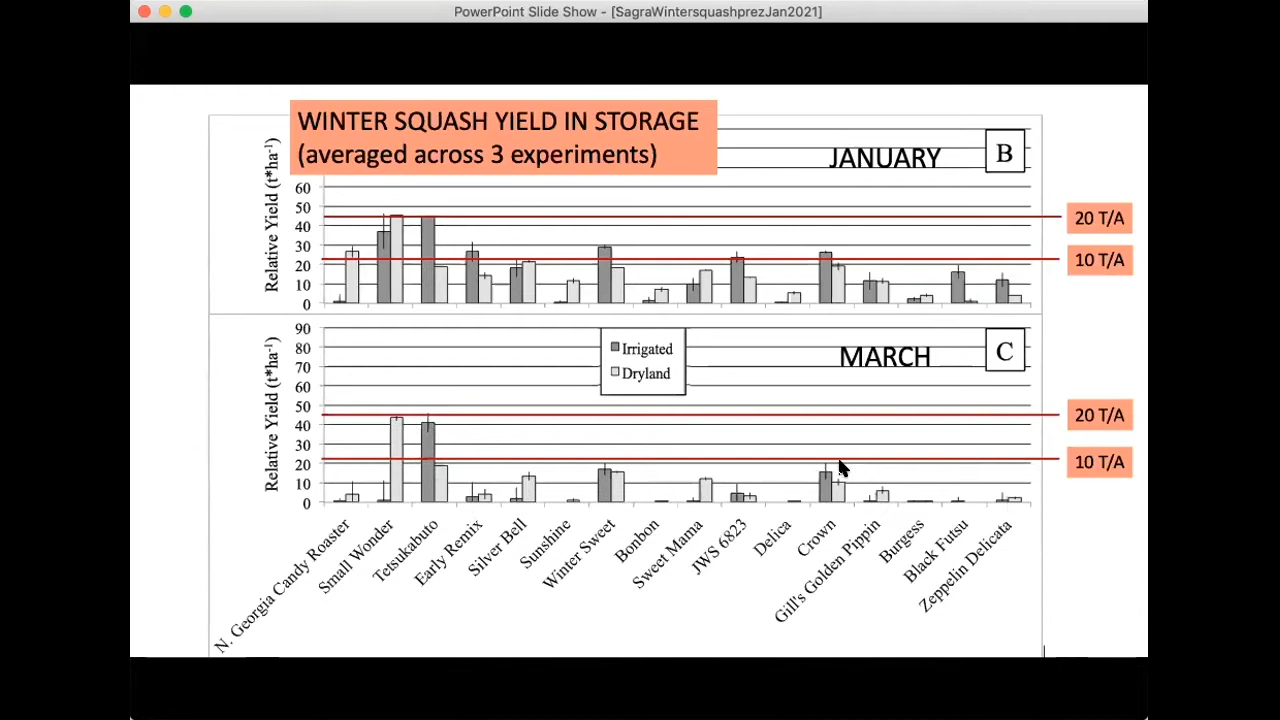 PowerPoint Slide Show - [SagraWintersquashprezJan2021]
WINTER SQUASH YIELD IN STORAGE
(averaged across 3 experiments)
JANUARY
B
Relative Yield (t*ha⁻¹)
60
50
40
30
20
10
0
20 T/A
10 T/A
MARCH
C
Relative Yield (t*ha⁻¹)
90
80
70
60
50
40
30
20
10
0
Irrigated
Dryland
20 T/A
10 T/A
N. Georgia Candy Roaster
Small Wonder
Tetsukabuto
Early Remix
Silver Bell
Sunshine
Winter Sweet
Bonbon
Sweet Mama
JWS 6823
Delica
Crown
Gill's Golden Pippin
Burgess
Black Futsu
Zeppelin Delicata